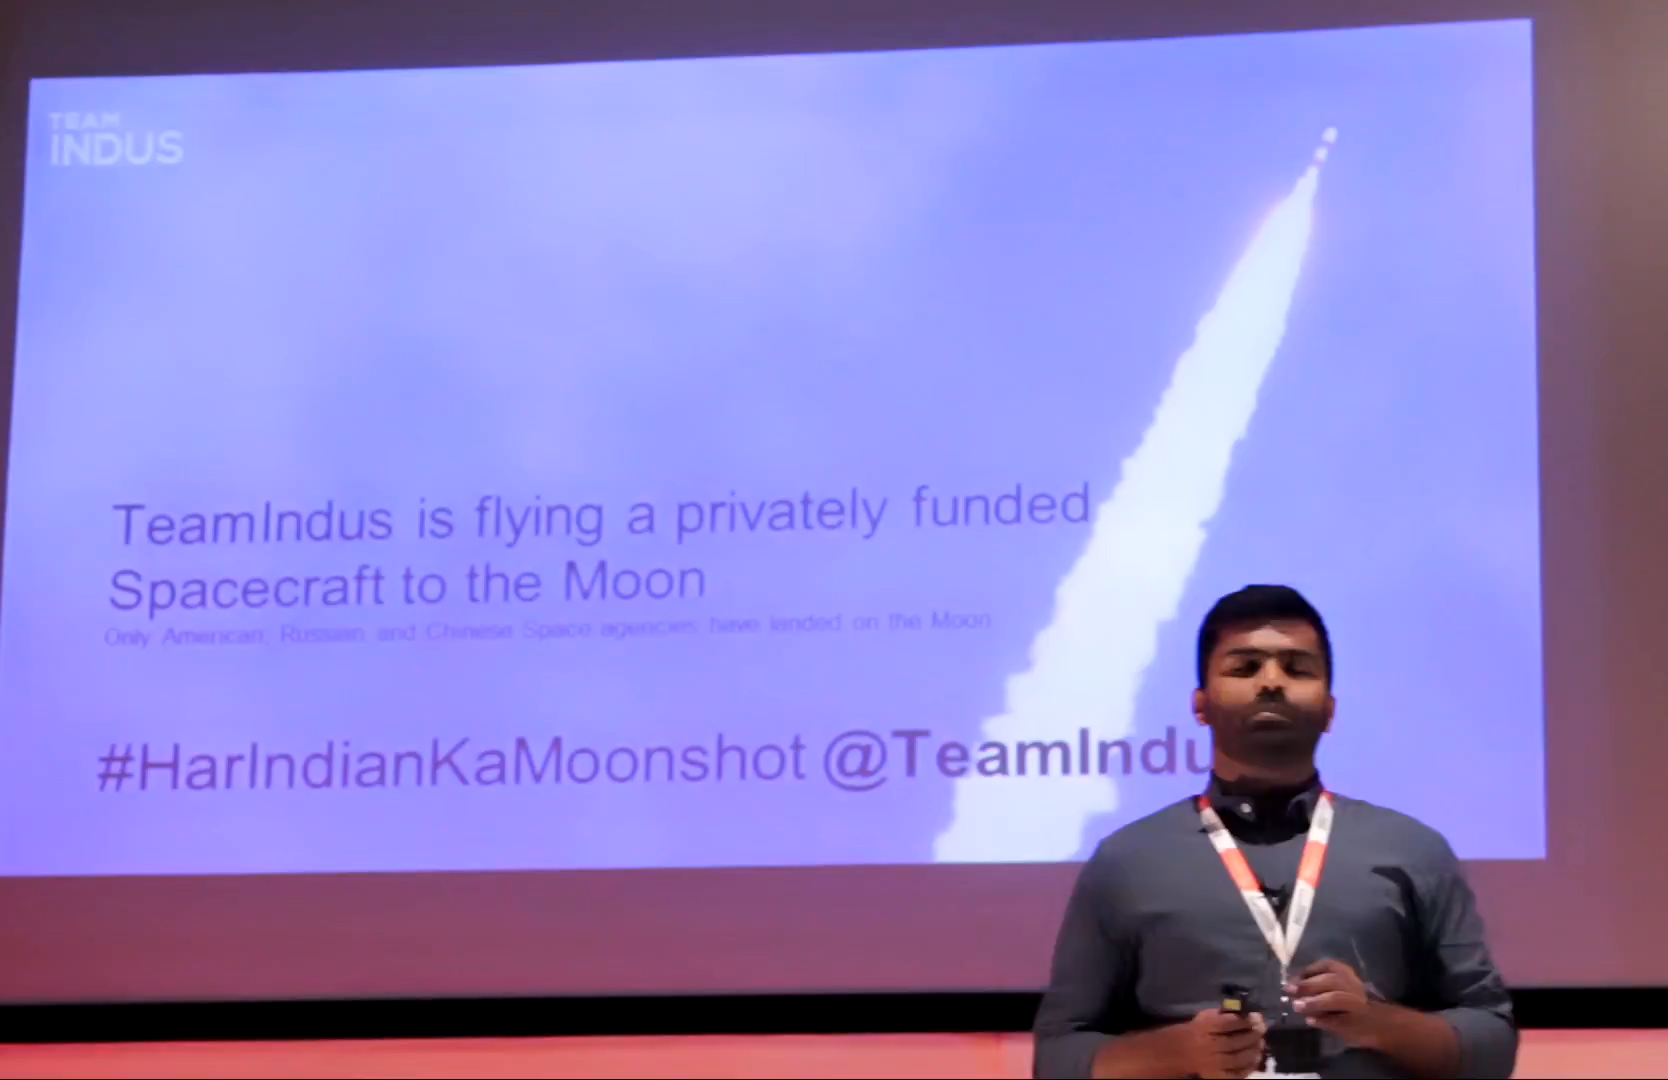 TEAM
INDUS
TeamIndus is flying a privately funded
Spacecraft to the Moon
Only American, Russian and Chinese Space agencies have landed on the Moon
#HarIndianKaMoonshot @TeamIndu